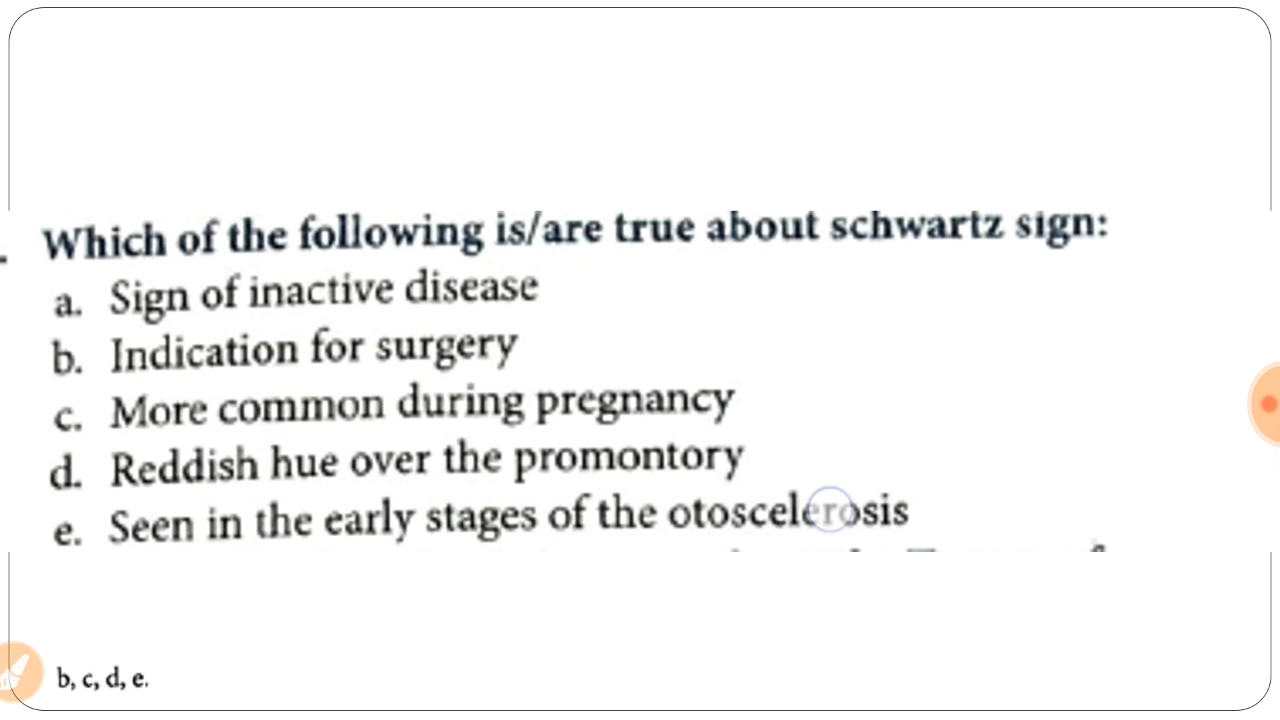 Which of the following is/are true about schwartz sign:
a. Sign of inactive disease
b. Indication for surgery
c. More common during pregnancy
d. Reddish hue over the promontory
e. Seen in the early stages of the otoscelerosis
b, c, d, e.